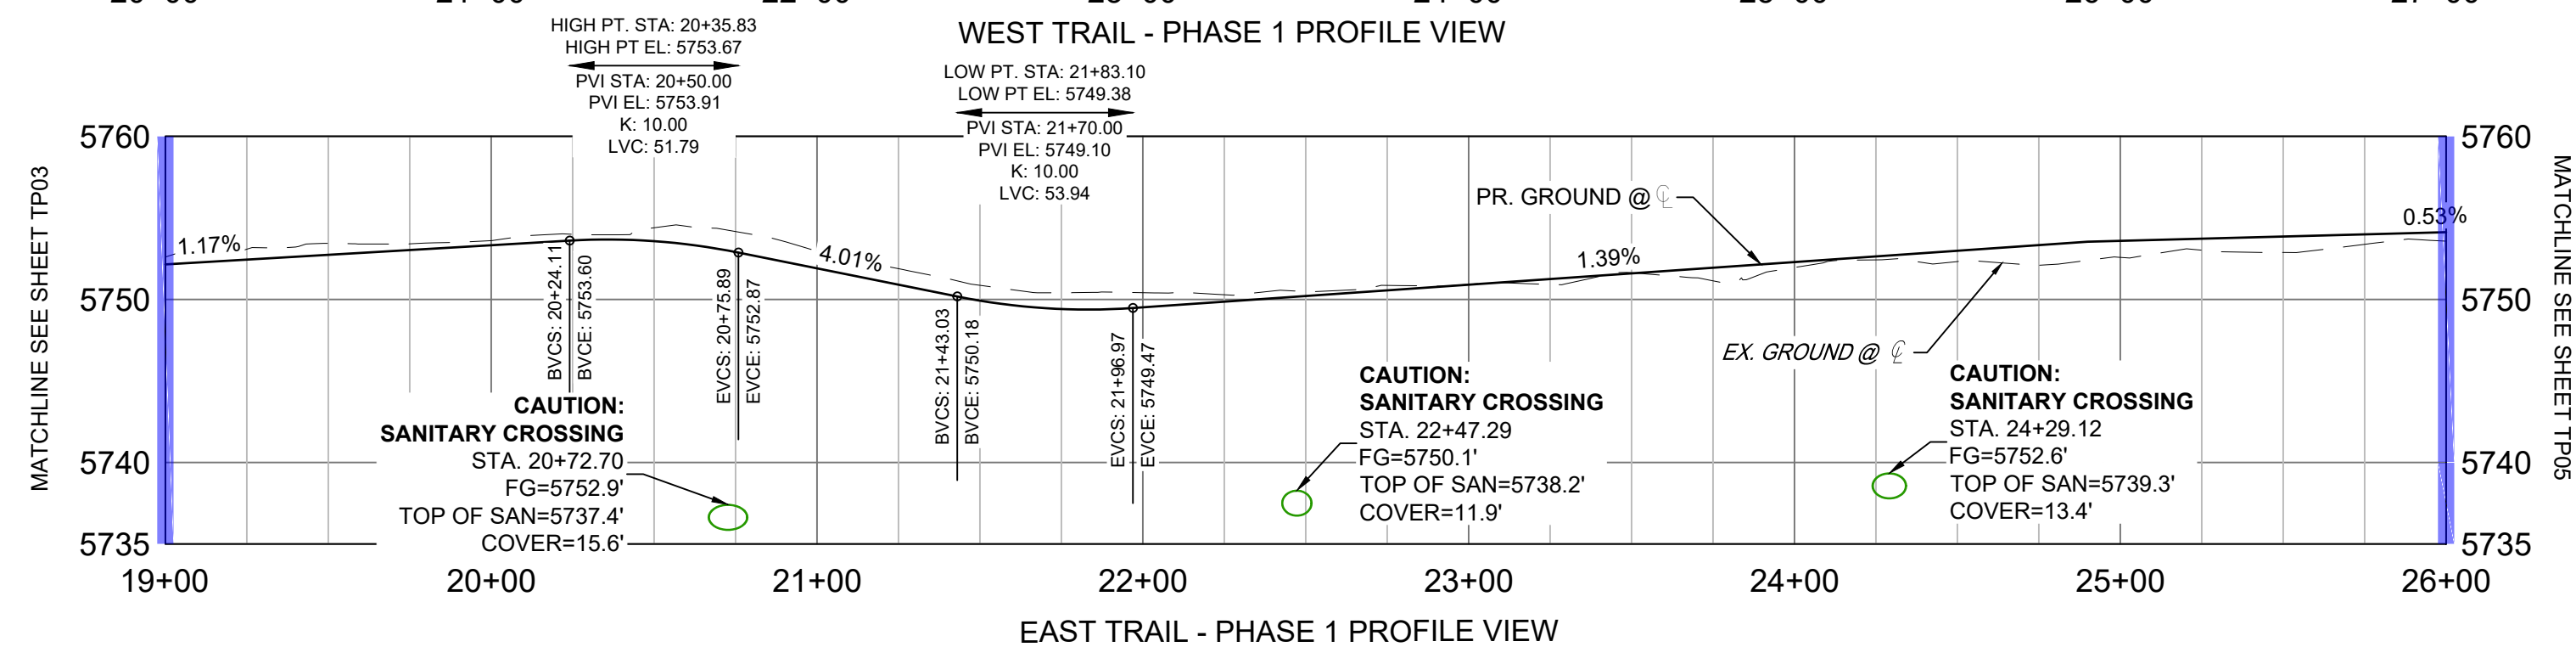 WEST TRAIL - PHASE 1 PROFILE VIEW
HIGH PT. STA: 20+35.83
HIGH PT EL: 5753.67
PVI STA: 20+50.00
PVI EL: 5753.91
K: 10.00
LVC: 51.79
LOW PT. STA: 21+83.10
LOW PT EL: 5749.38
PVI STA: 21+70.00
PVI EL: 5749.10
K: 10.00
LVC: 53.94
5760
5750
5740
5735
5760
5750
5740
5735
MATCHLINE SEE SHEET TP03
MATCHLINE SEE SHEET TP05
1.17%
4.01%
1.39%
0.53%
PR. GROUND @ ℄
EX. GROUND @ ℄
BVCS: 20+24.11
BVCE: 5753.60
EVCS: 20+75.89
EVCE: 5752.87
BVCS: 21+43.03
BVCE: 5750.18
EVCS: 21+96.97
EVCE: 5749.47
CAUTION:
SANITARY CROSSING
STA. 20+72.70
FG=5752.9'
TOP OF SAN=5737.4'
COVER=15.6'
CAUTION:
SANITARY CROSSING
STA. 22+47.29
FG=5750.1'
TOP OF SAN=5738.2'
COVER=11.9'
CAUTION:
SANITARY CROSSING
STA. 24+29.12
FG=5752.6'
TOP OF SAN=5739.3'
COVER=13.4'
19+00 20+00 21+00 22+00 23+00 24+00 25+00 26+00
EAST TRAIL - PHASE 1 PROFILE VIEW